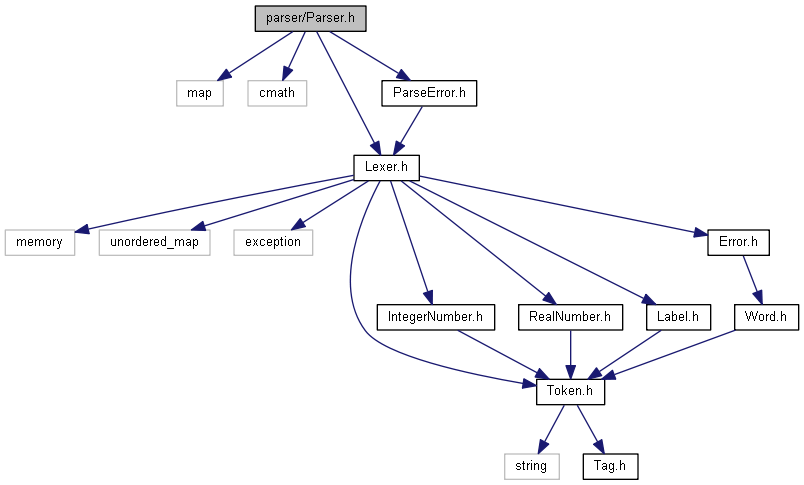 parser/Parser.h
map
cmath
ParseError.h
Lexer.h
memory
unordered_map
exception
Error.h
IntegerNumber.h
RealNumber.h
Label.h
Word.h
Token.h
string
Tag.h